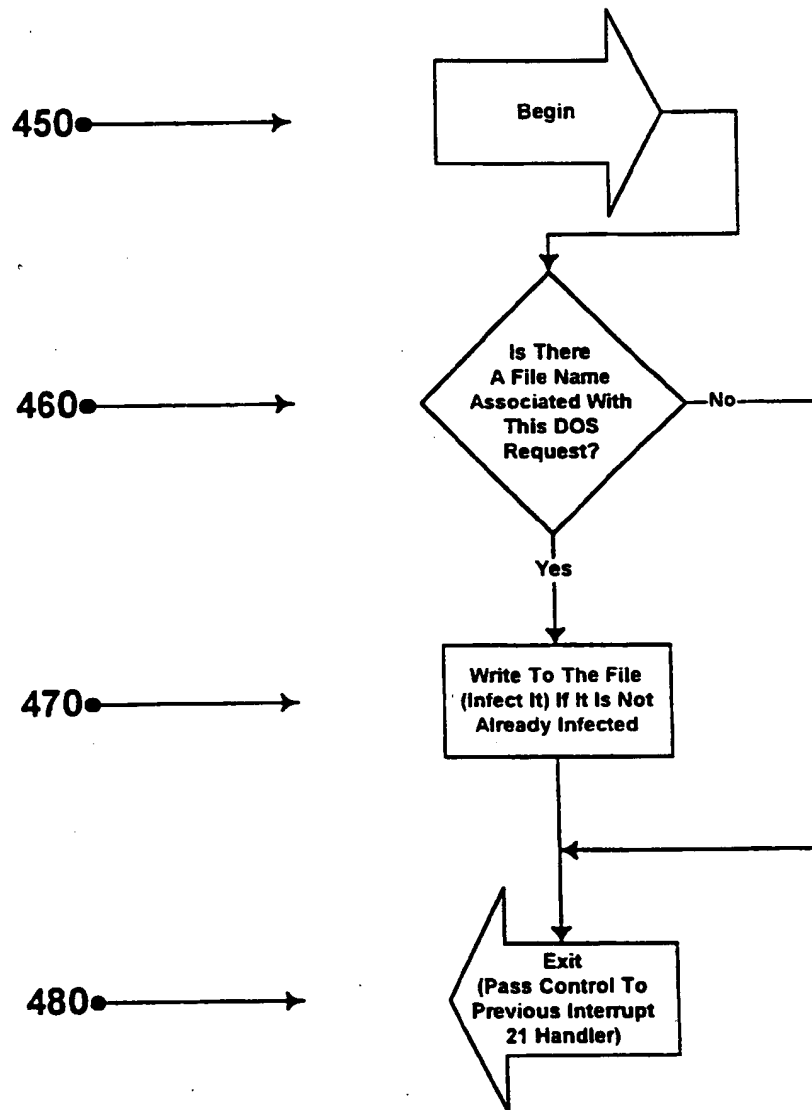 450
Begin
460
Is There
A File Name
Associated With
This DOS
Request?
No
Yes
470
Write To The File
(Infect It) If It Is Not
Already Infected
480
Exit
(Pass Control To
Previous Interrupt
21 Handler)